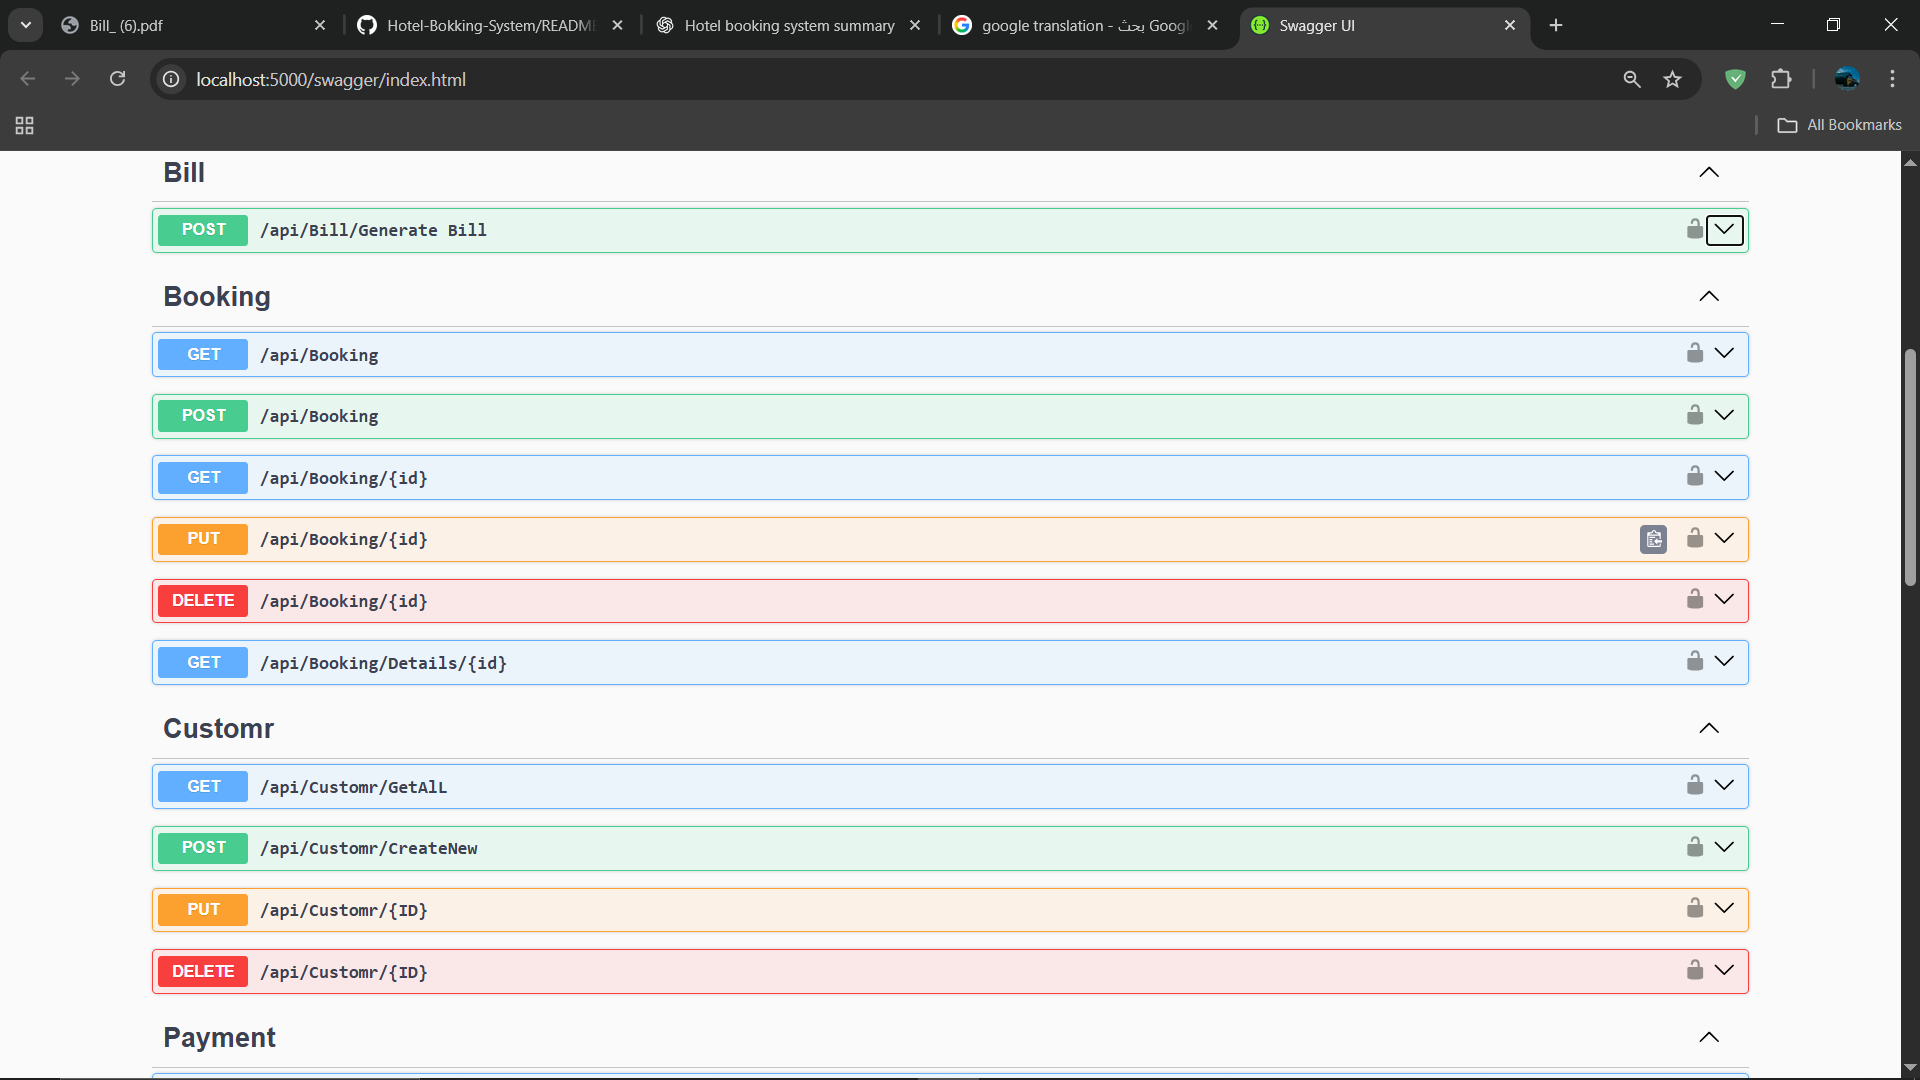 Bill_ (6).pdf
Hotel-Bokking-System/READM
Hotel booking system summary
google translation - بحث Googl
Swagger UI
localhost:5000/swagger/index.html
All Bookmarks
Bill
POST /api/Bill/Generate Bill
Booking
GET /api/Booking
POST /api/Booking
GET /api/Booking/{id}
PUT /api/Booking/{id}
DELETE /api/Booking/{id}
GET /api/Booking/Details/{id}
Customr
GET /api/Customr/GetAlL
POST /api/Customr/CreateNew
PUT /api/Customr/{ID}
DELETE /api/Customr/{ID}
Payment